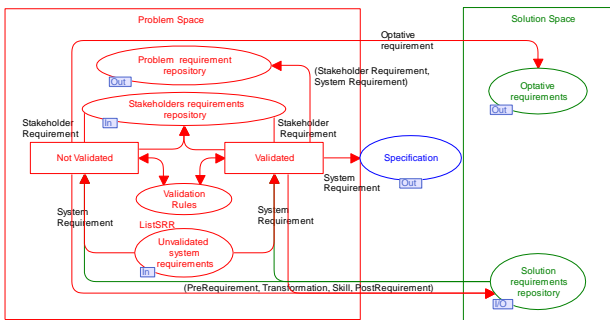 Problem Space
Solution Space
Optative
requirement
Problem requirement
repository
Out
(Stakeholder Requirement,
System Requirement)
Optative
requirements
Out
Stakeholders requirements
repository
In
Stakeholder
Requirement
Stakeholder
Requirement
Not Validated
Validated
Specification
Out
System
Requirement
Validation
Rules
System
Requirement
System
Requirement
ListSRR
Unvalidated
system
requirements
In
Solution
requirements
repository
I/O
(PreRequirement, Transformation, Skill, PostRequirement)